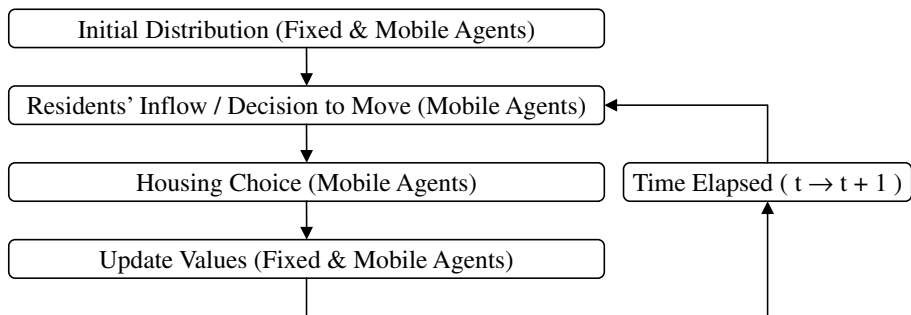 Initial Distribution (Fixed & Mobile Agents)
Residents’ Inflow / Decision to Move (Mobile Agents)
Housing Choice (Mobile Agents)
Time Elapsed ( t → t + 1 )
Update Values (Fixed & Mobile Agents)